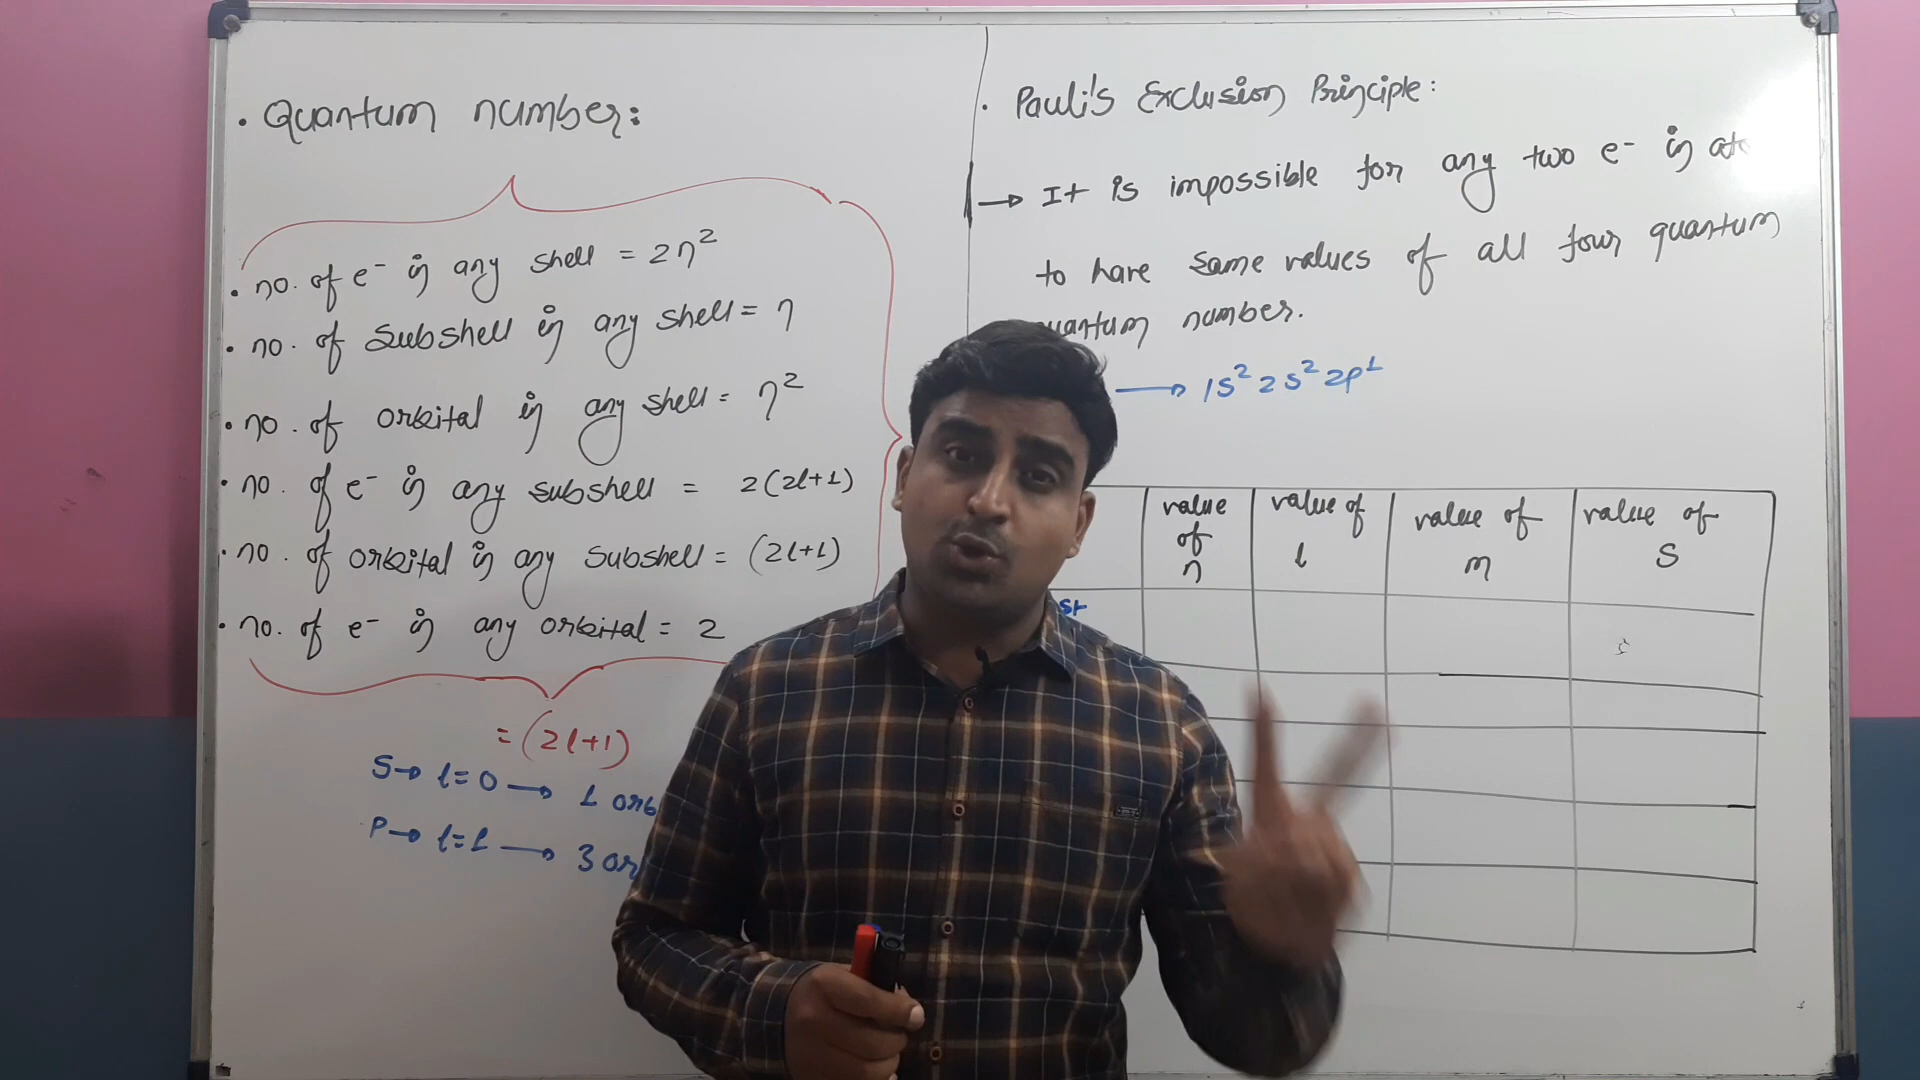 • Quantum number:
• no. of e⁻ in any shell = 2n²
• no. of subshell in any shell = n
• no. of orbital in any shell = n²
• no. of e⁻ in any subshell = 2(2l+1)
• no. of orbital in any subshell = (2l+1)
• no. of e⁻ in any orbital = 2
= (2l+1)
S → l=0 → 1 orb
P → l=1 → 3 or
• Pauli's Exclusion Principle:
→ It is impossible for any two e⁻ in ato
to have same values of all four quantum
uantum number.
→ 1s² 2s² 2p¹
value of n value of l value of m value of s
st